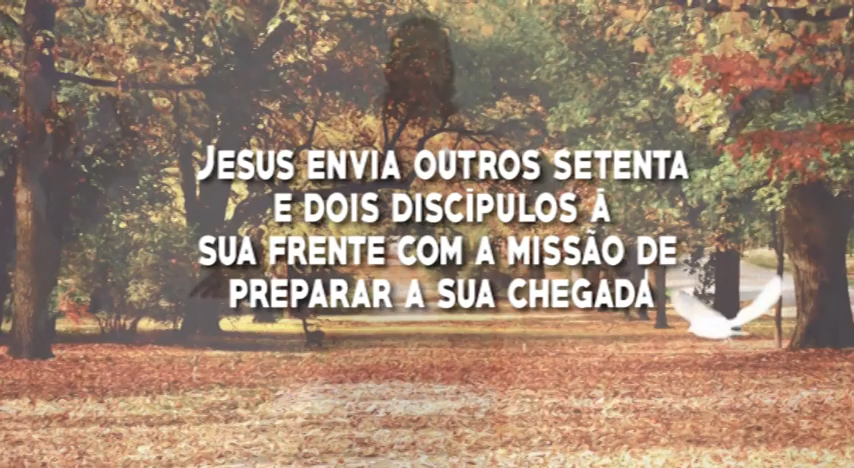 JESUS ENVIA OUTROS SETENTA
E DOIS DISCÍPULOS À
SUA FRENTE COM A MISSÃO DE
PREPARAR A SUA CHEGADA